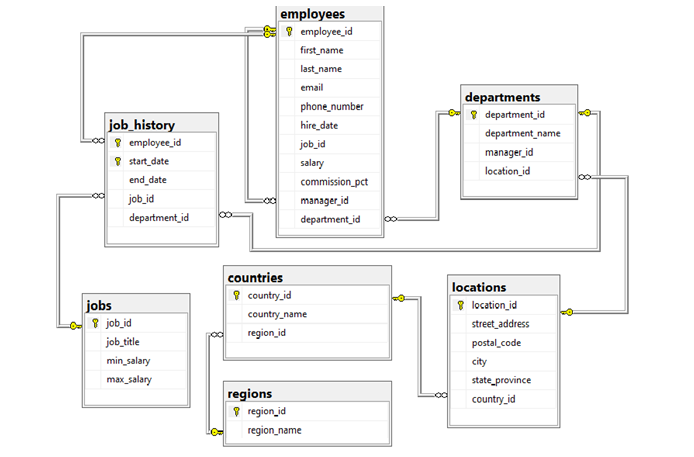 employees
employee_id
first_name
last_name
email
phone_number
hire_date
job_id
salary
commission_pct
manager_id
department_id
departments
department_id
department_name
manager_id
location_id
job_history
employee_id
start_date
end_date
job_id
department_id
jobs
job_id
job_title
min_salary
max_salary
countries
country_id
country_name
region_id
locations
location_id
street_address
postal_code
city
state_province
country_id
regions
region_id
region_name